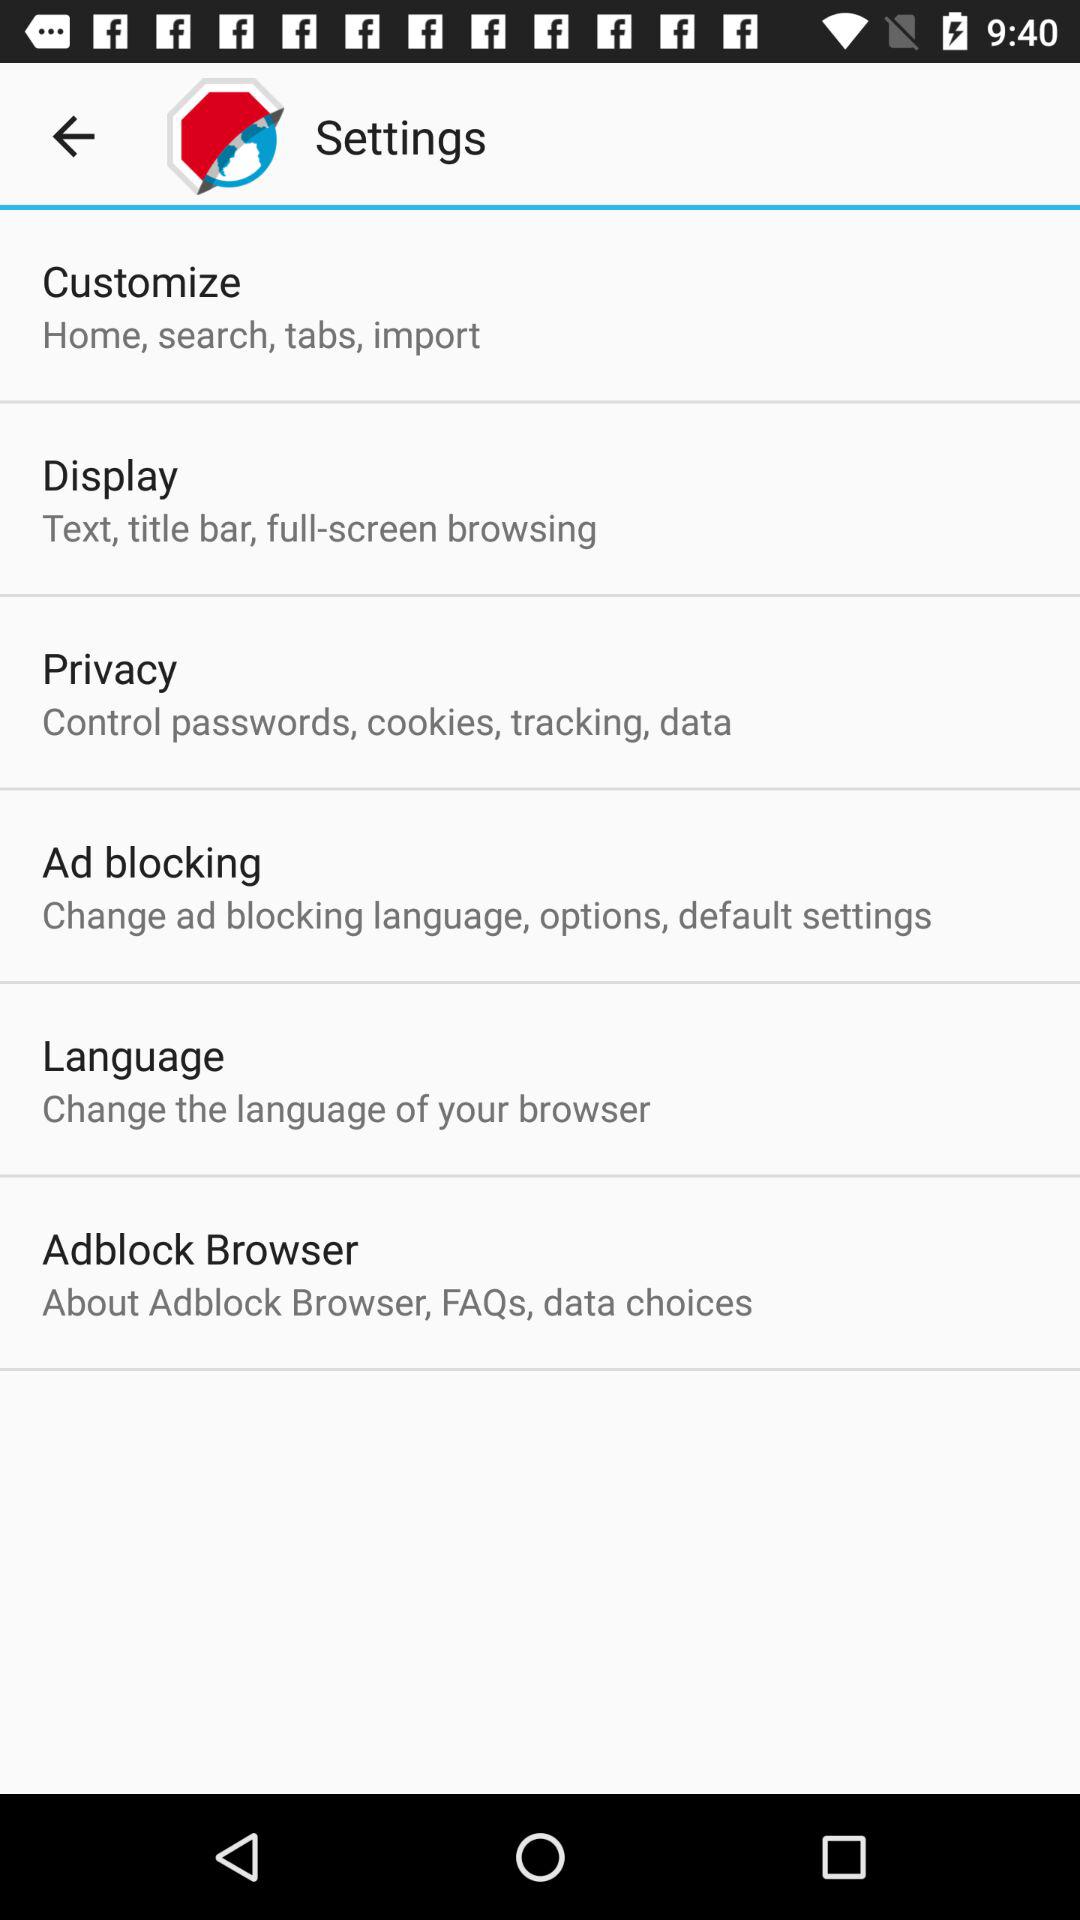 9:40
Settings
Customize
Home, search, tabs, import
Display
Text, title bar, full-screen browsing
Privacy
Control passwords, cookies, tracking, data
Ad blocking
Change ad blocking language, options, default settings
Language
Change the language of your browser
Adblock Browser
About Adblock Browser, FAQs, data choices